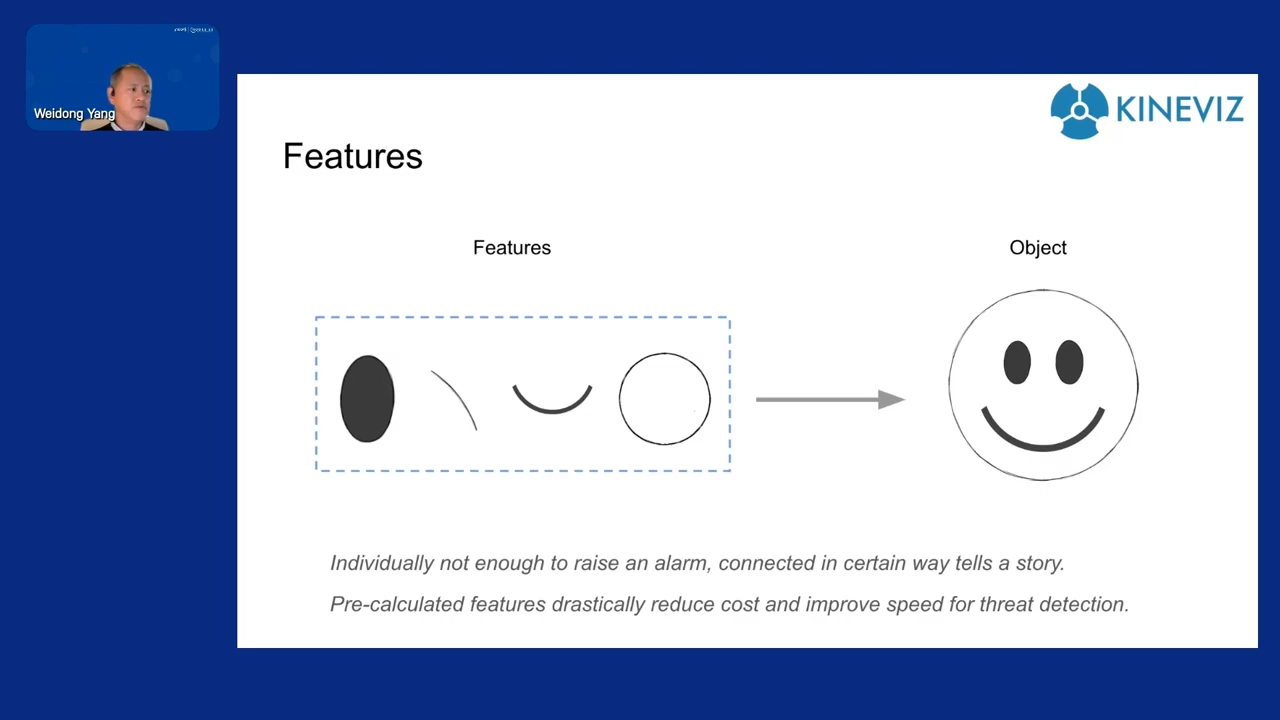 Weidong Yang
KINEVIZ
Features
Features
Object
Individually not enough to raise an alarm, connected in certain way tells a story.
Pre-calculated features drastically reduce cost and improve speed for threat detection.